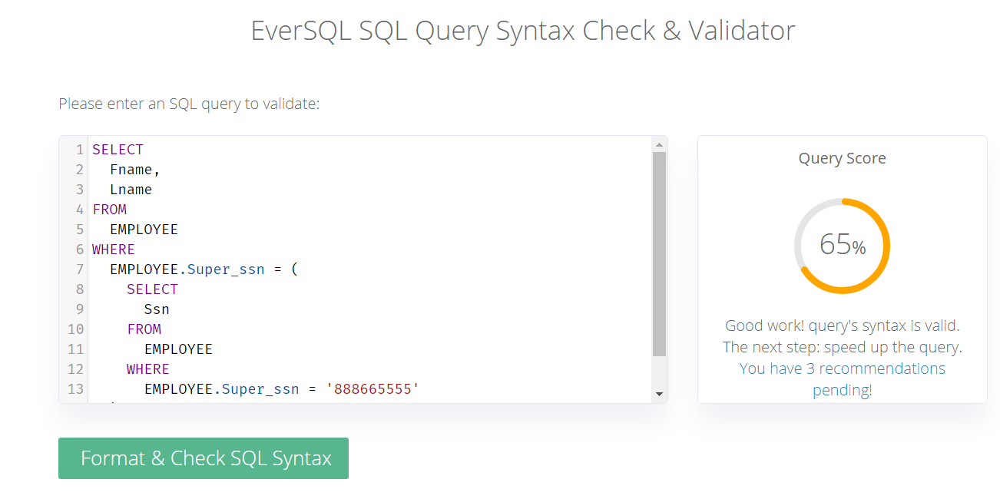 EverSQL SQL Query Syntax Check & Validator
Please enter an SQL query to validate:
1 SELECT
2 Fname,
3 Lname
4 FROM
5 EMPLOYEE
6 WHERE
7 EMPLOYEE.Super_ssn = (
8 SELECT
9 Ssn
10 FROM
11 EMPLOYEE
12 WHERE
13 EMPLOYEE.Super_ssn = '888665555'
Query Score
65%
Good work! query's syntax is valid.
The next step: speed up the query.
You have 3 recommendations
pending!
Format & Check SQL Syntax